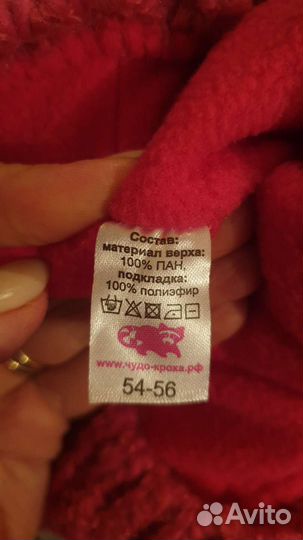 Состав:
материал верха:
100% ПАН,
подкладка:
100% полиэфир
www.чудо-кроха.рф
54-56
Avito